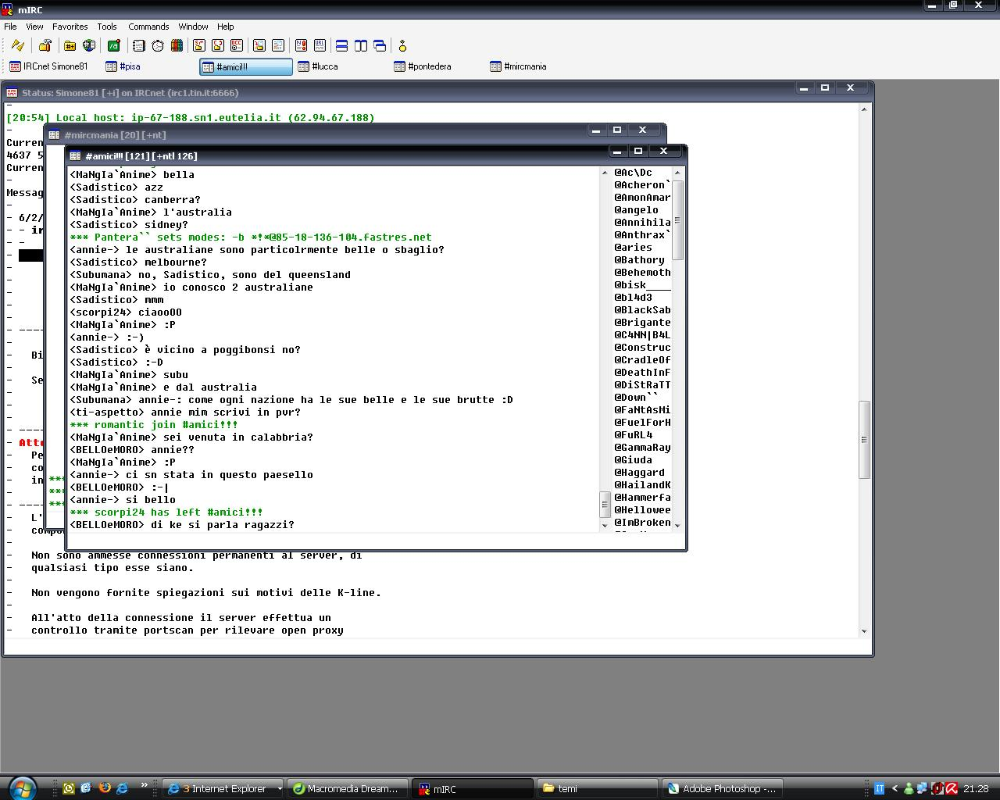 mIRC
File View Favorites Tools Commands Window Help
IRCnet Simone81 #pisa #amici!!! #lucca #pontedera #mircmania
Status: Simone81 [+i] on IRCnet (irc1.tin.it:6666)
-
[20:54] Local host: ip-67-188.sn1.eutelia.it (62.94.67.188)
-
Curren
4637 5
Curren
-
Messag
-
- 6/2/
- - ir
- -
#mircmania [20] [+nt]
#amici!!! [121] [+ntl 126]
<MaNgIa`Anime> bella
<Sadistico> azz
<Sadistico> canberra?
<MaNgIa`Anime> l'australia
<Sadistico> sidney?
*** Pantera`` sets modes: -b *!*@85-18-136-104.fastres.net
<annie-> le australiane sono particolrmente belle o sbaglio?
<Sadistico> melbourne?
<Subumana> no, Sadistico, sono del queensland
<MaNgIa`Anime> io conosco 2 australiane
<Sadistico> mmm
<scorpi24> ciaooOO
<MaNgIa`Anime> :P
<annie-> :-)
<Sadistico> è vicino a poggibonsi no?
<Sadistico> :-D
<MaNgIa`Anime> subu
<MaNgIa`Anime> e dal australia
<Subumana> annie-: come ogni nazione ha le sue belle e le sue brutte :D
<ti-aspetto> annie mim scrivi in pvr?
*** romantic join #amici!!!
<MaNgIa`Anime> sei venuta in calabbria?
<BELLOeMORO> annie??
<MaNgIa`Anime> :P
<annie-> ci sn stata in questo paesello
<BELLOeMORO> :-|
<annie-> si bello
*** scorpi24 has left #amici!!!
<BELLOeMORO> di ke si parla ragazzi?
@Ac\Dc
@Acheron`
@AmonAmar
@angelo
@Annihila
@Anthrax`
@aries
@Bathory
@Behemoth
@bisk____
@bl4d3
@BlackSab
@Brigante
@C4NN|B4L
@Construc
@CradleOf
@DeathInF
@DiStRaTT
@Down``
@FaNtAsMi
@FuelForH
@FuRL4
@GammaRay
@Giuda
@Haggard
@HailandK
@Hammerfa
@Hellowee
@ImBroken
- Bi
- Se
- Atte
- Pe
- co
- in
- L'
- compo
-
- Non sono ammesse connessioni permanenti al server, di
- qualsiasi tipo esse siano.
-
- Non vengono fornite spiegazioni sui motivi delle K-line.
-
- All'atto della connessione il server effettua un
- controllo tramite portscan per rilevare open proxy
3 Internet Explorer Macromedia Dream... mIRC temi Adobe Photoshop -... IT 21.28